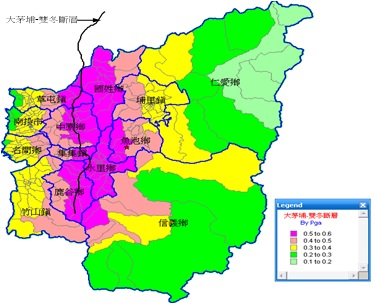 大茅埔-雙冬斷層
仁愛鄉
國姓鄉
草屯鎮
埔里鎮
南投市
中寮鄉
魚池鄉
名間鄉
集集鎮
水里鄉
鹿谷鄉
竹山鎮
信義鄉
Legend
大茅埔-雙冬斷層
By Pga
0.5 to 0.6
0.4 to 0.5
0.3 to 0.4
0.2 to 0.3
0.1 to 0.2